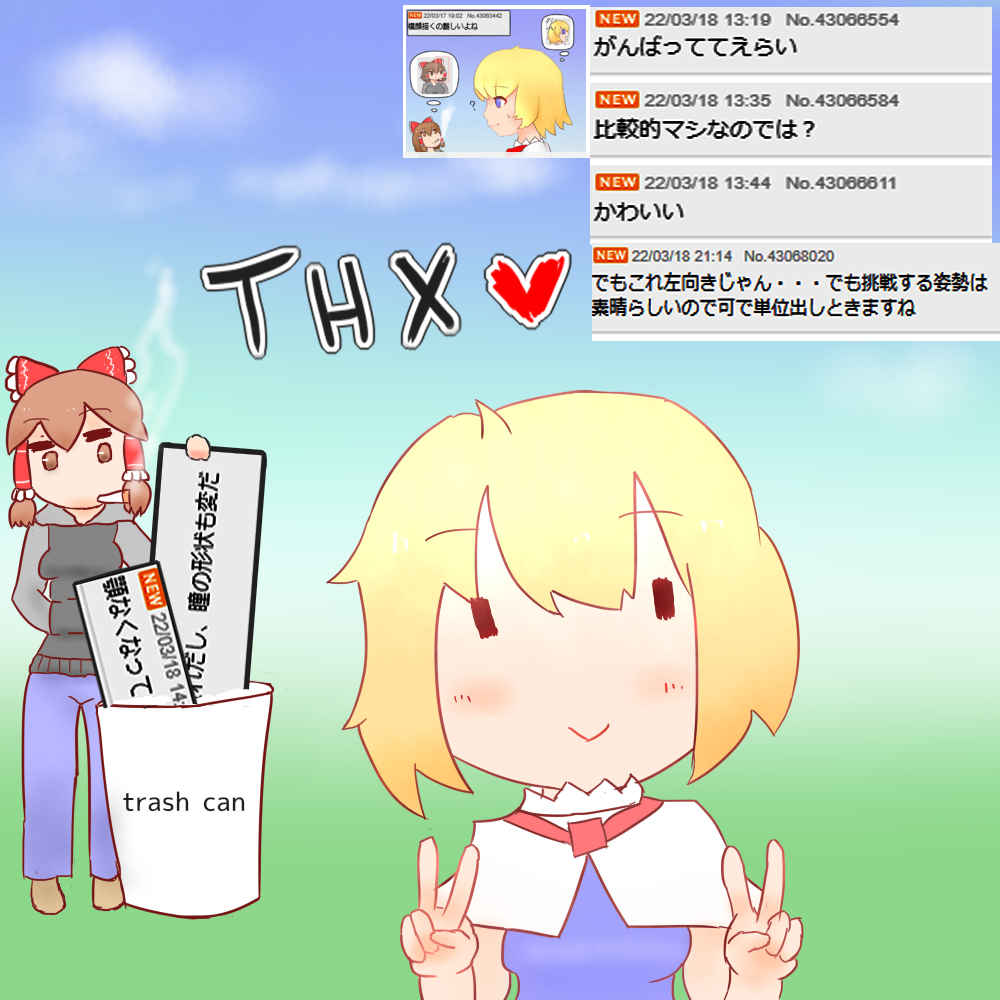 NEW 22/03/17 19:02 No.43063442
横顔描くの難しいよね
?
NEW 22/03/18 13:19 No.43066554
がんばっててえらい
NEW 22/03/18 13:35 No.43066584
比較的マシなのでは？
NEW 22/03/18 13:44 No.43066611
かわいい
NEW 22/03/18 21:14 No.43068020
でもこれ左向きじゃん・・・でも挑戦する姿勢は
素晴らしいので可で単位出しときますね
THX
れだし、瞳の形状も変だ
NEW 22/03/18 14:
顎なくなって
trash can